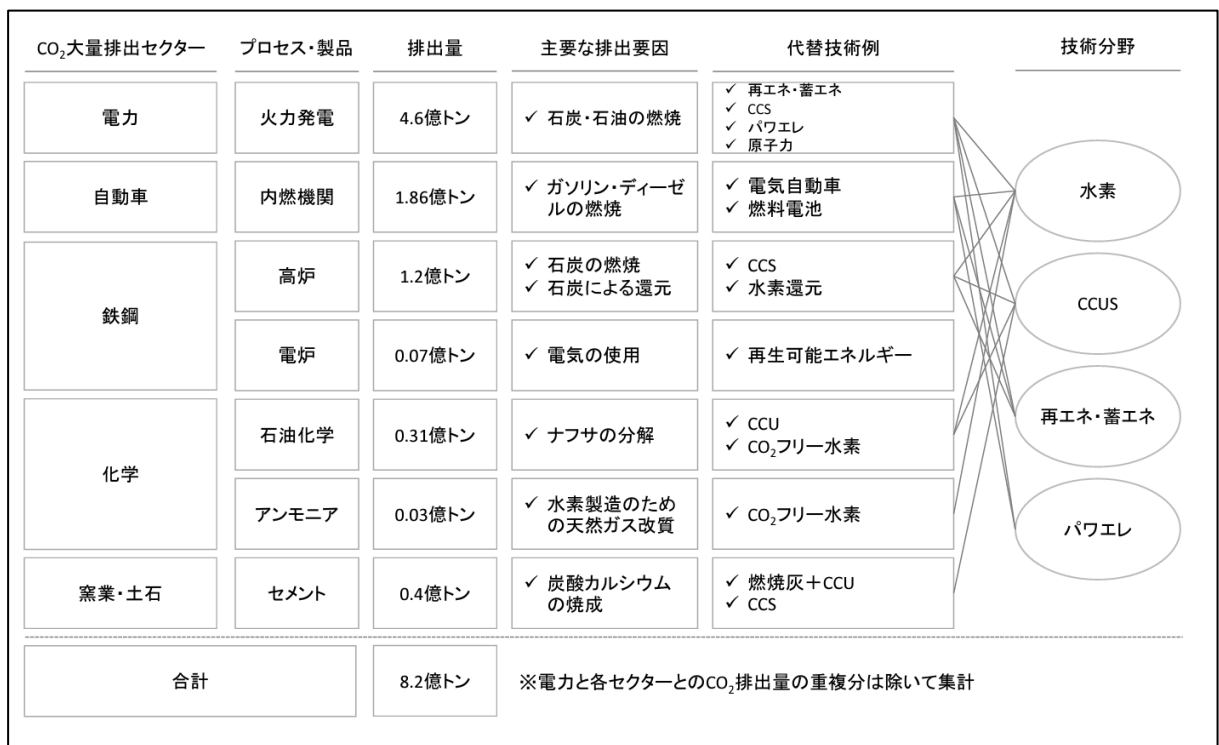 CO₂大量排出セクター
プロセス・製品
排出量
主要な排出要因
代替技術例
技術分野
電力
火力発電
4.6億トン
✓ 石炭・石油の燃焼
✓ 再エネ・蓄エネ
✓ CCS
✓ パワエレ
✓ 原子力
自動車
内燃機関
1.86億トン
✓ ガソリン・ディーゼ
ルの燃焼
✓ 電気自動車
✓ 燃料電池
鉄鋼
高炉
1.2億トン
✓ 石炭の燃焼
✓ 石炭による還元
✓ CCS
✓ 水素還元
電炉
0.07億トン
✓ 電気の使用
✓ 再生可能エネルギー
化学
石油化学
0.31億トン
✓ ナフサの分解
✓ CCU
✓ CO₂フリー水素
アンモニア
0.03億トン
✓ 水素製造のため
の天然ガス改質
✓ CO₂フリー水素
窯業・土石
セメント
0.4億トン
✓ 炭酸カルシウム
の焼成
✓ 燃焼灰＋CCU
✓ CCS
水素
CCUS
再エネ・蓄エネ
パワエレ
合計
8.2億トン
※電力と各セクターとのCO₂排出量の重複分は除いて集計